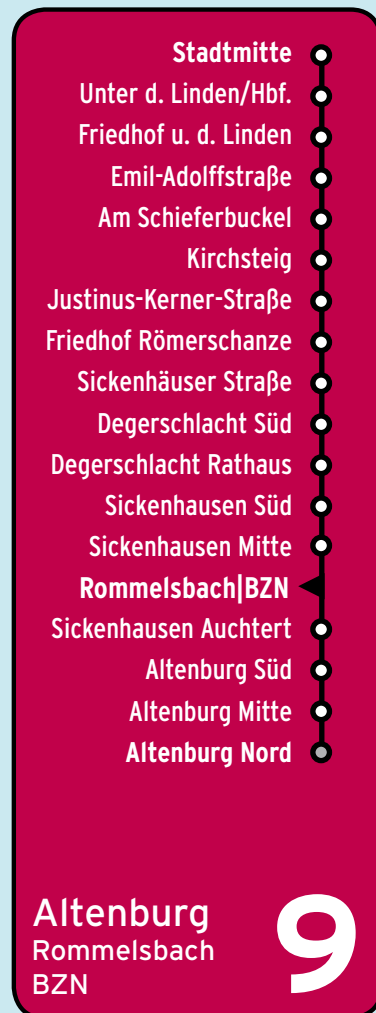 Stadtmitte
Unter d. Linden/Hbf.
Friedhof u. d. Linden
Emil-Adolffstraße
Am Schieferbuckel
Kirchsteig
Justinus-Kerner-Straße
Friedhof Römerschanze
Sickenhäuser Straße
Degerschlacht Süd
Degerschlacht Rathaus
Sickenhausen Süd
Sickenhausen Mitte
Rommelsbach|BZN
Sickenhausen Auchtert
Altenburg Süd
Altenburg Mitte
Altenburg Nord
Altenburg
Rommelsbach
BZN
9